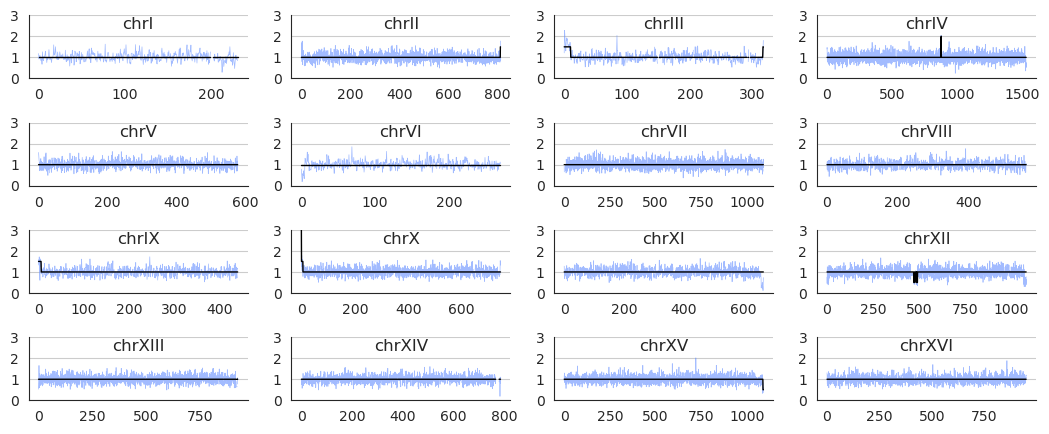 3 chrI 3 chrII 3 chrIII 3 chrIV
2 2 2 2
1 1 1 1
0 0 0 0
0 100 200 0 200 400 600 800 0 100 200 300 0 500 1000 1500
3 chrV 3 chrVI 3 chrVII 3 chrVIII
2 2 2 2
1 1 1 1
0 0 0 0
0 200 400 600 0 100 200 0 250 500 750 1000 0 200 400
3 chrIX 3 chrX 3 chrXI 3 chrXII
2 2 2 2
1 1 1 1
0 0 0 0
0 100 200 300 400 0 200 400 600 0 200 400 600 0 250 500 750 1000
3 chrXIII 3 chrXIV 3 chrXV 3 chrXVI
2 2 2 2
1 1 1 1
0 0 0 0
0 250 500 750 0 200 400 600 800 0 250 500 750 1000 0 250 500 750